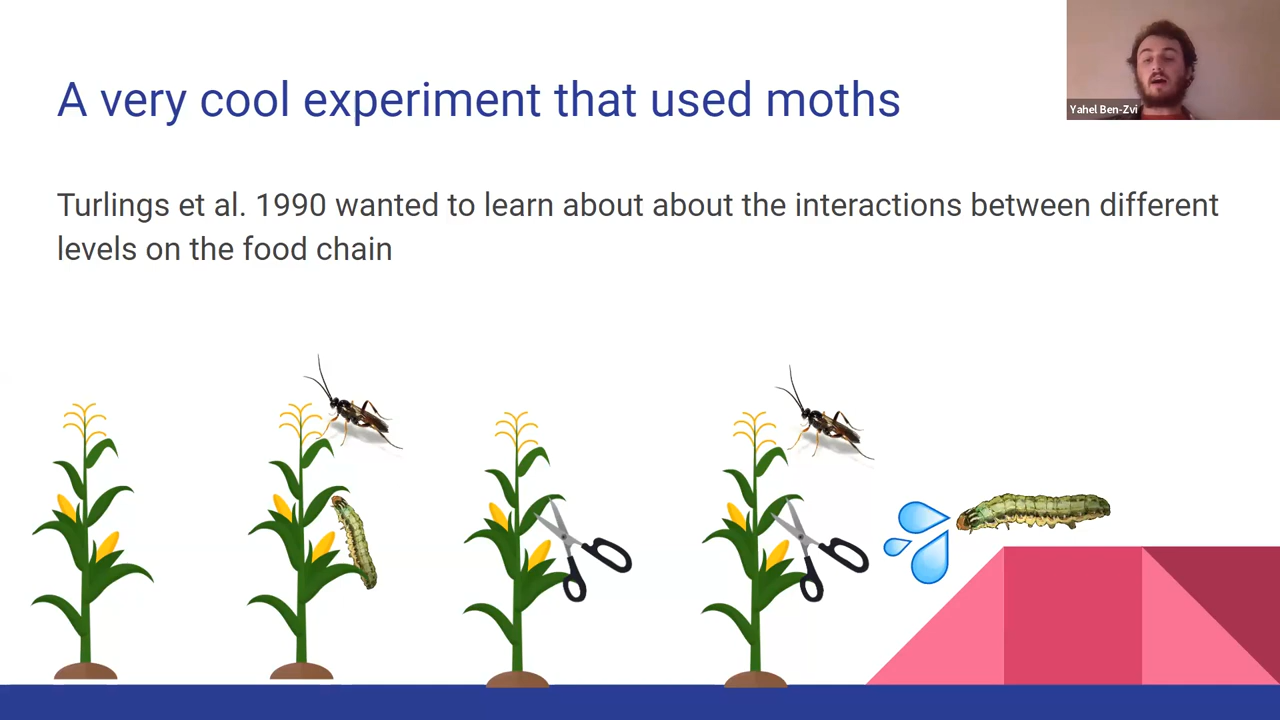 A very cool experiment that used moths
Yahel Ben-Zvi
Turlings et al. 1990 wanted to learn about about the interactions between different
levels on the food chain